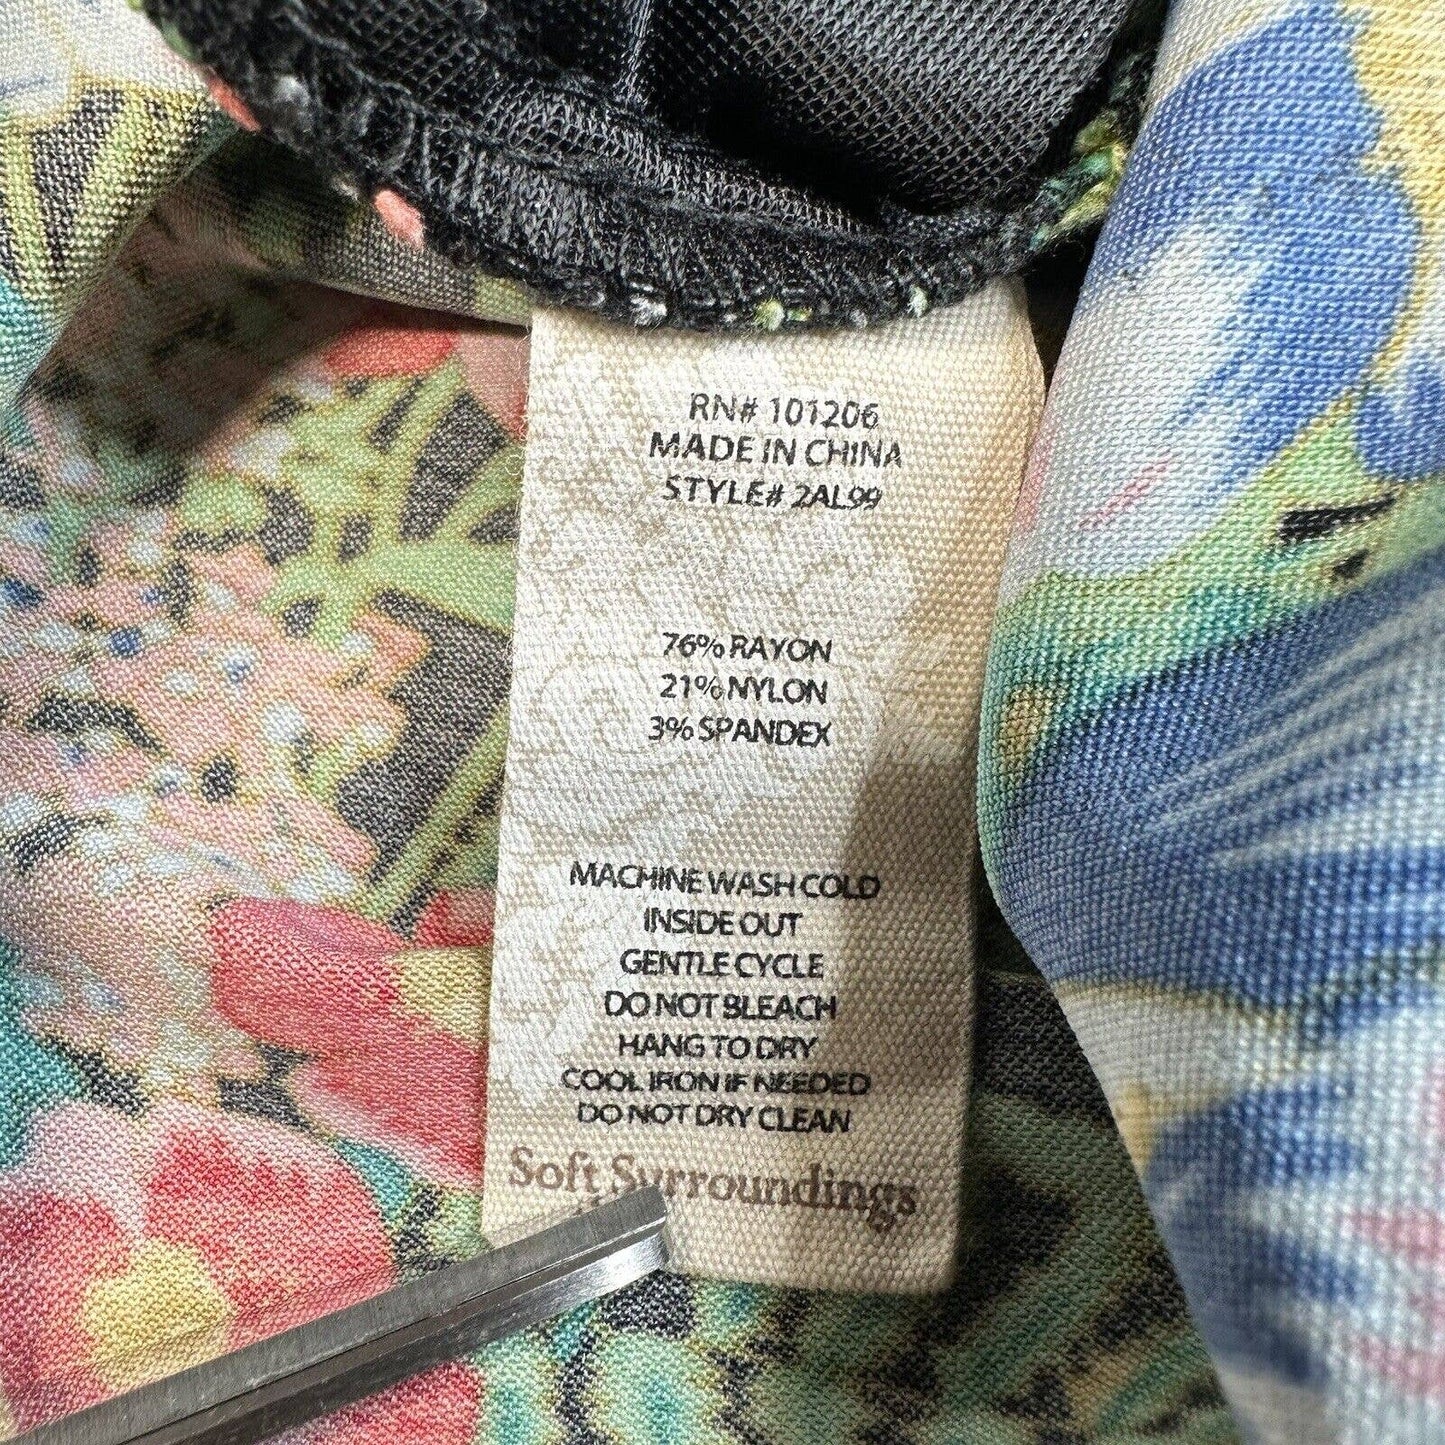 RN# 101206
MADE IN CHINA
STYLE# 2AL99
76% RAYON
21% NYLON
3% SPANDEX
MACHINE WASH COLD
INSIDE OUT
GENTLE CYCLE
DO NOT BLEACH
HANG TO DRY
COOL IRON IF NEEDED
DO NOT DRY CLEAN
Soft Surroundings